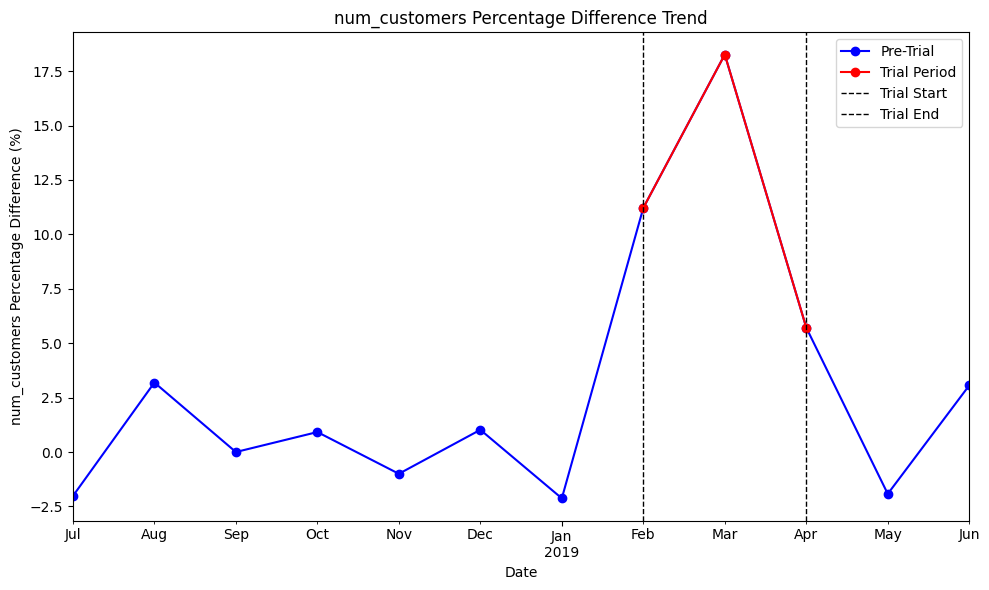 num_customers Percentage Difference Trend
Pre-Trial
Trial Period
Trial Start
Trial End
num_customers Percentage Difference (%)
17.5
15.0
12.5
10.0
7.5
5.0
2.5
0.0
−2.5
Jul Aug Sep Oct Nov Dec Jan Feb Mar Apr May Jun
2019
Date